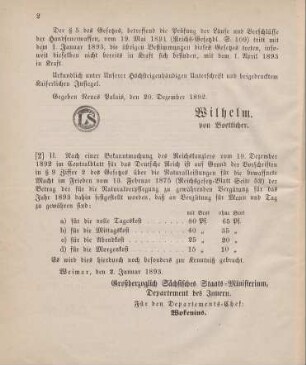 2
Der § 5 des Gesetzes, betreffend die Prüfung der Läufe und Verschlüsse
der Handfeuerwaffen, vom 19. Mai 1891 (Reichs-Gesetzbl. S. 109) tritt mit
dem 1. Januar 1893, die übrigen Bestimmungen dieses Gesetzes treten, soweit
dieselben nicht bereits in Kraft gesetzt sind, mit dem 1. April 1893
in Kraft.
Urkundlich unter Unserer Höchsteigenhändigen Unterschrift und beigedrucktem
Kaiserlichen Insiegel.
Gegeben Neues Palais, den 20. Dezember 1892.
LS
Wilhelm.
von Boetticher.
[2] II. Nach einer Bekanntmachung des Reichskanzlers vom 19. Dezember
1892 im Centralblatt für das Deutsche Reich ist auf Grund der Vorschriften
in § 9 Ziffer 2 des Gesetzes über die Naturalleistungen für die bewaffnete
Macht im Frieden vom 13. Februar 1875 (Reichsgesetz-Blatt Seite 52) der
Betrag der für die Naturalverpflegung zu gewährenden Vergütung für das
Jahr 1893 dahin festgestellt worden, daß an Vergütung für Mann und Tag
zu gewähren sind:
mit Brot ohne Brot
a) für die volle Tageskost 80 Pf. 65 Pf.
b) für die Mittagskost 40 " 35 "
c) für die Abendkost 25 " 20 "
d) für die Morgenkost 15 " 10 "
Es wird dies hierdurch noch besonders zur Kenntniß gebracht.
Weimar, den 2. Januar 1893.
Großherzoglich Sächsisches Staats-Ministerium,
Departement des Innern.
Für den Departements-Chef:
Wokenius.